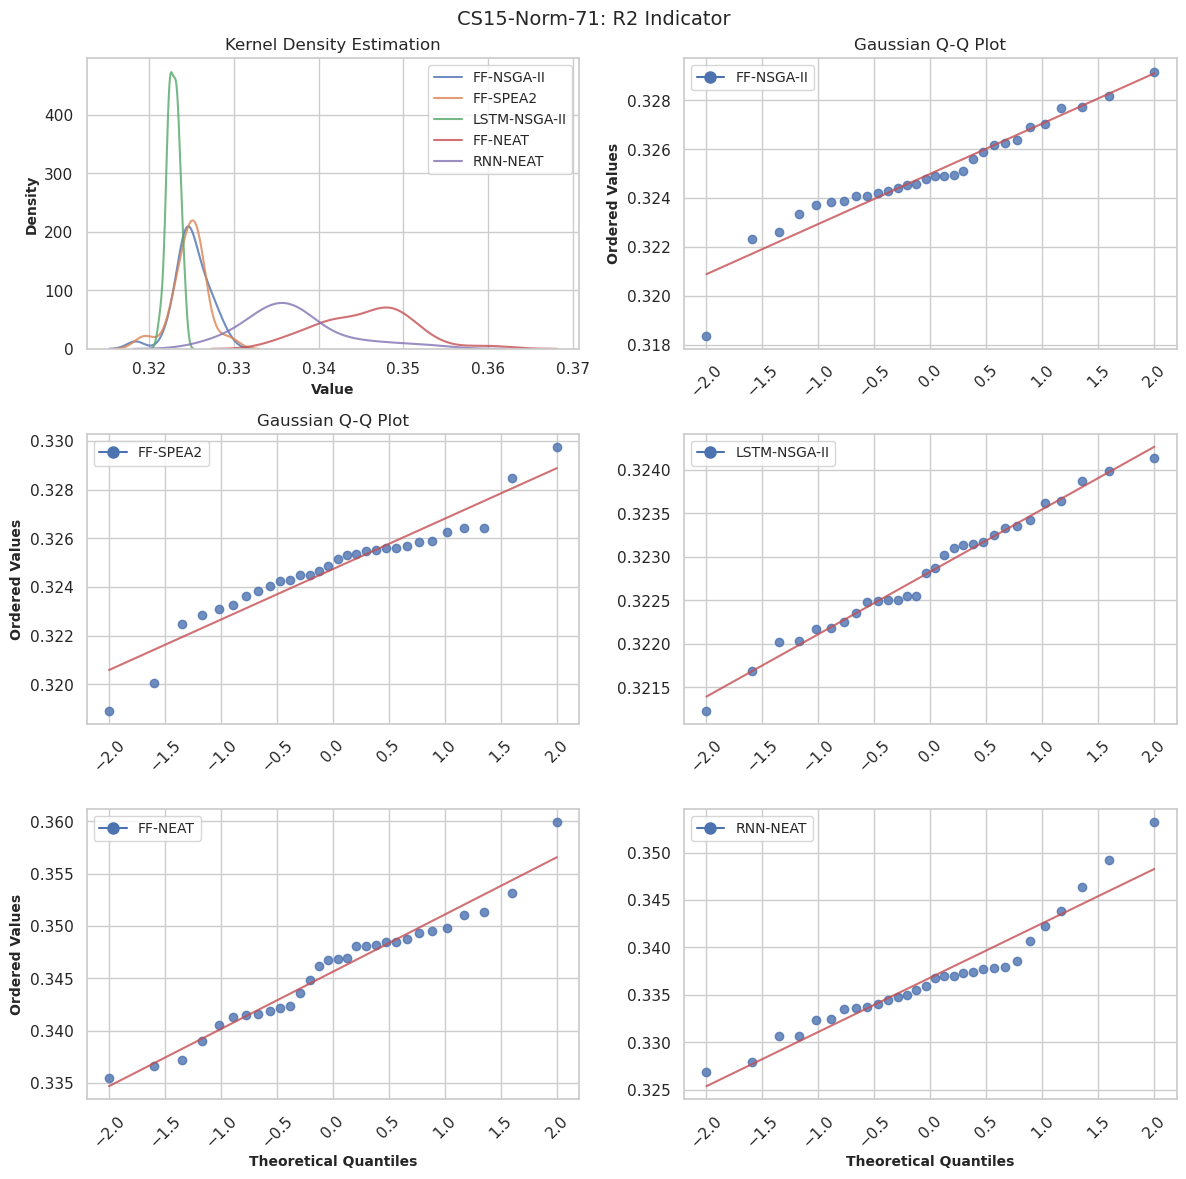 CS15-Norm-71: R2 Indicator
Kernel Density Estimation
FF-NSGA-II
FF-SPEA2
LSTM-NSGA-II
FF-NEAT
RNN-NEAT
400
300
200
100
0
Density
0.32 0.33 0.34 0.35 0.36 0.37
Value
Gaussian Q-Q Plot
FF-NSGA-II
0.328
0.326
0.324
0.322
0.320
0.318
Ordered Values
−2.0 −1.5 −1.0 −0.5 0.0 0.5 1.0 1.5 2.0
Gaussian Q-Q Plot
FF-SPEA2
0.330
0.328
0.326
0.324
0.322
0.320
Ordered Values
−2.0 −1.5 −1.0 −0.5 0.0 0.5 1.0 1.5 2.0
LSTM-NSGA-II
0.3240
0.3235
0.3230
0.3225
0.3220
0.3215
−2.0 −1.5 −1.0 −0.5 0.0 0.5 1.0 1.5 2.0
FF-NEAT
0.360
0.355
0.350
0.345
0.340
0.335
Ordered Values
−2.0 −1.5 −1.0 −0.5 0.0 0.5 1.0 1.5 2.0
Theoretical Quantiles
RNN-NEAT
0.350
0.345
0.340
0.335
0.330
0.325
−2.0 −1.5 −1.0 −0.5 0.0 0.5 1.0 1.5 2.0
Theoretical Quantiles